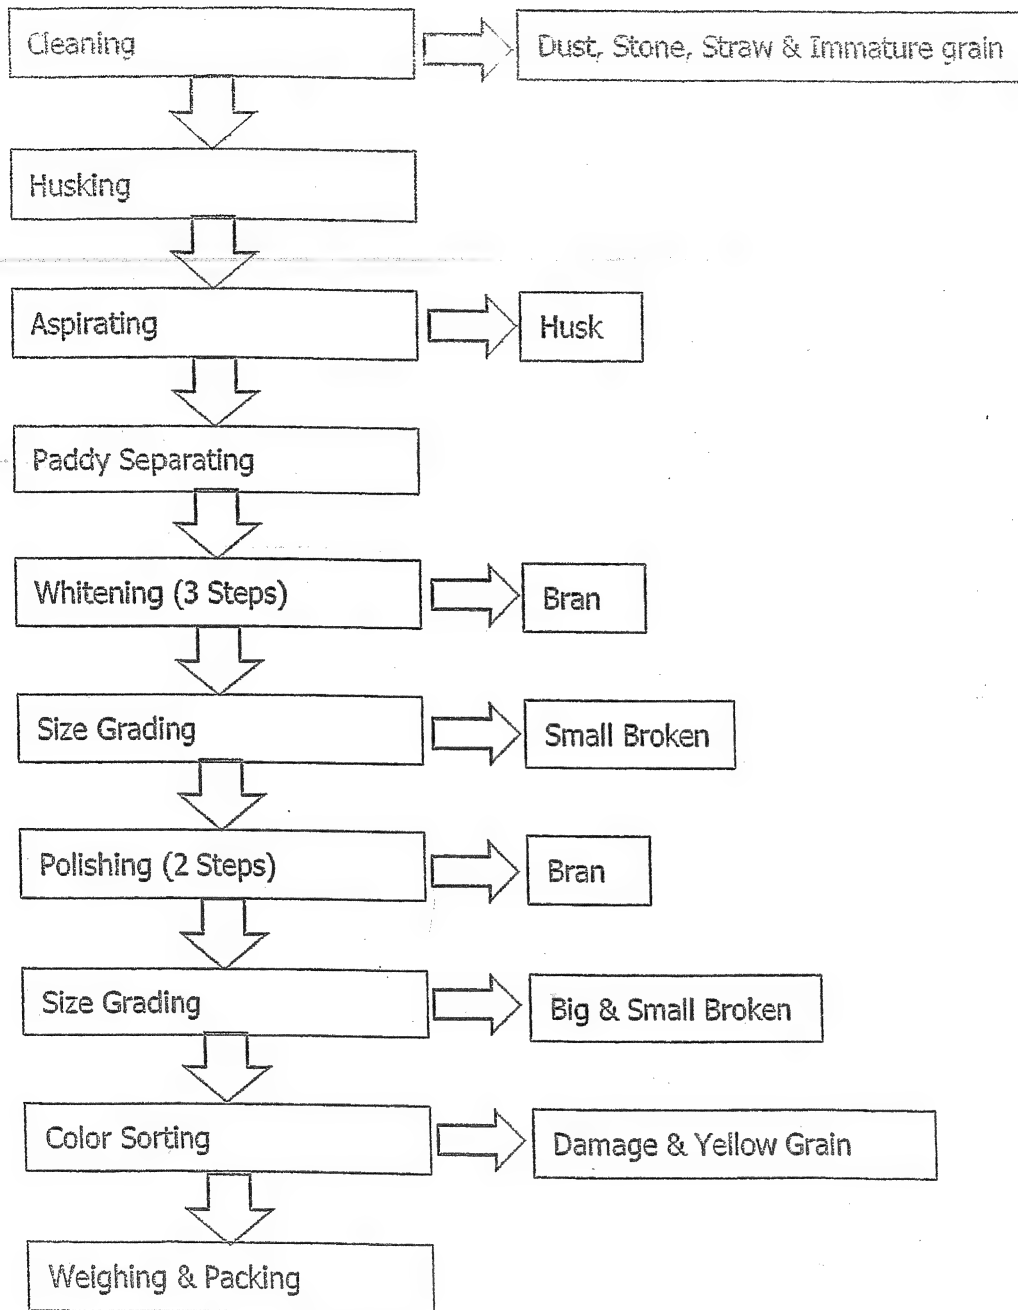 Cleaning
Dust, Stone, Straw & Immature grain
Husking
Aspirating
Husk
Paddy Separating
Whitening (3 Steps)
Bran
Size Grading
Small Broken
Polishing (2 Steps)
Bran
Size Grading
Big & Small Broken
Color Sorting
Damage & Yellow Grain
Weighing & Packing